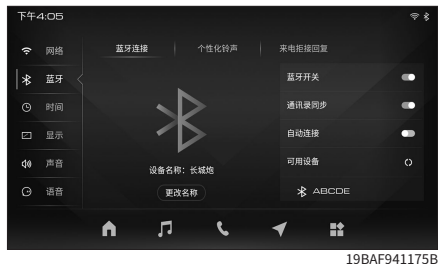 下午4:05
网络
蓝牙
时间
显示
声音
语音
蓝牙连接
个性化铃声
来电拒接回复
设备名称：长城炮
更改名称
蓝牙开关
通讯录同步
自动连接
可用设备
ABCDE
19BAF941175B